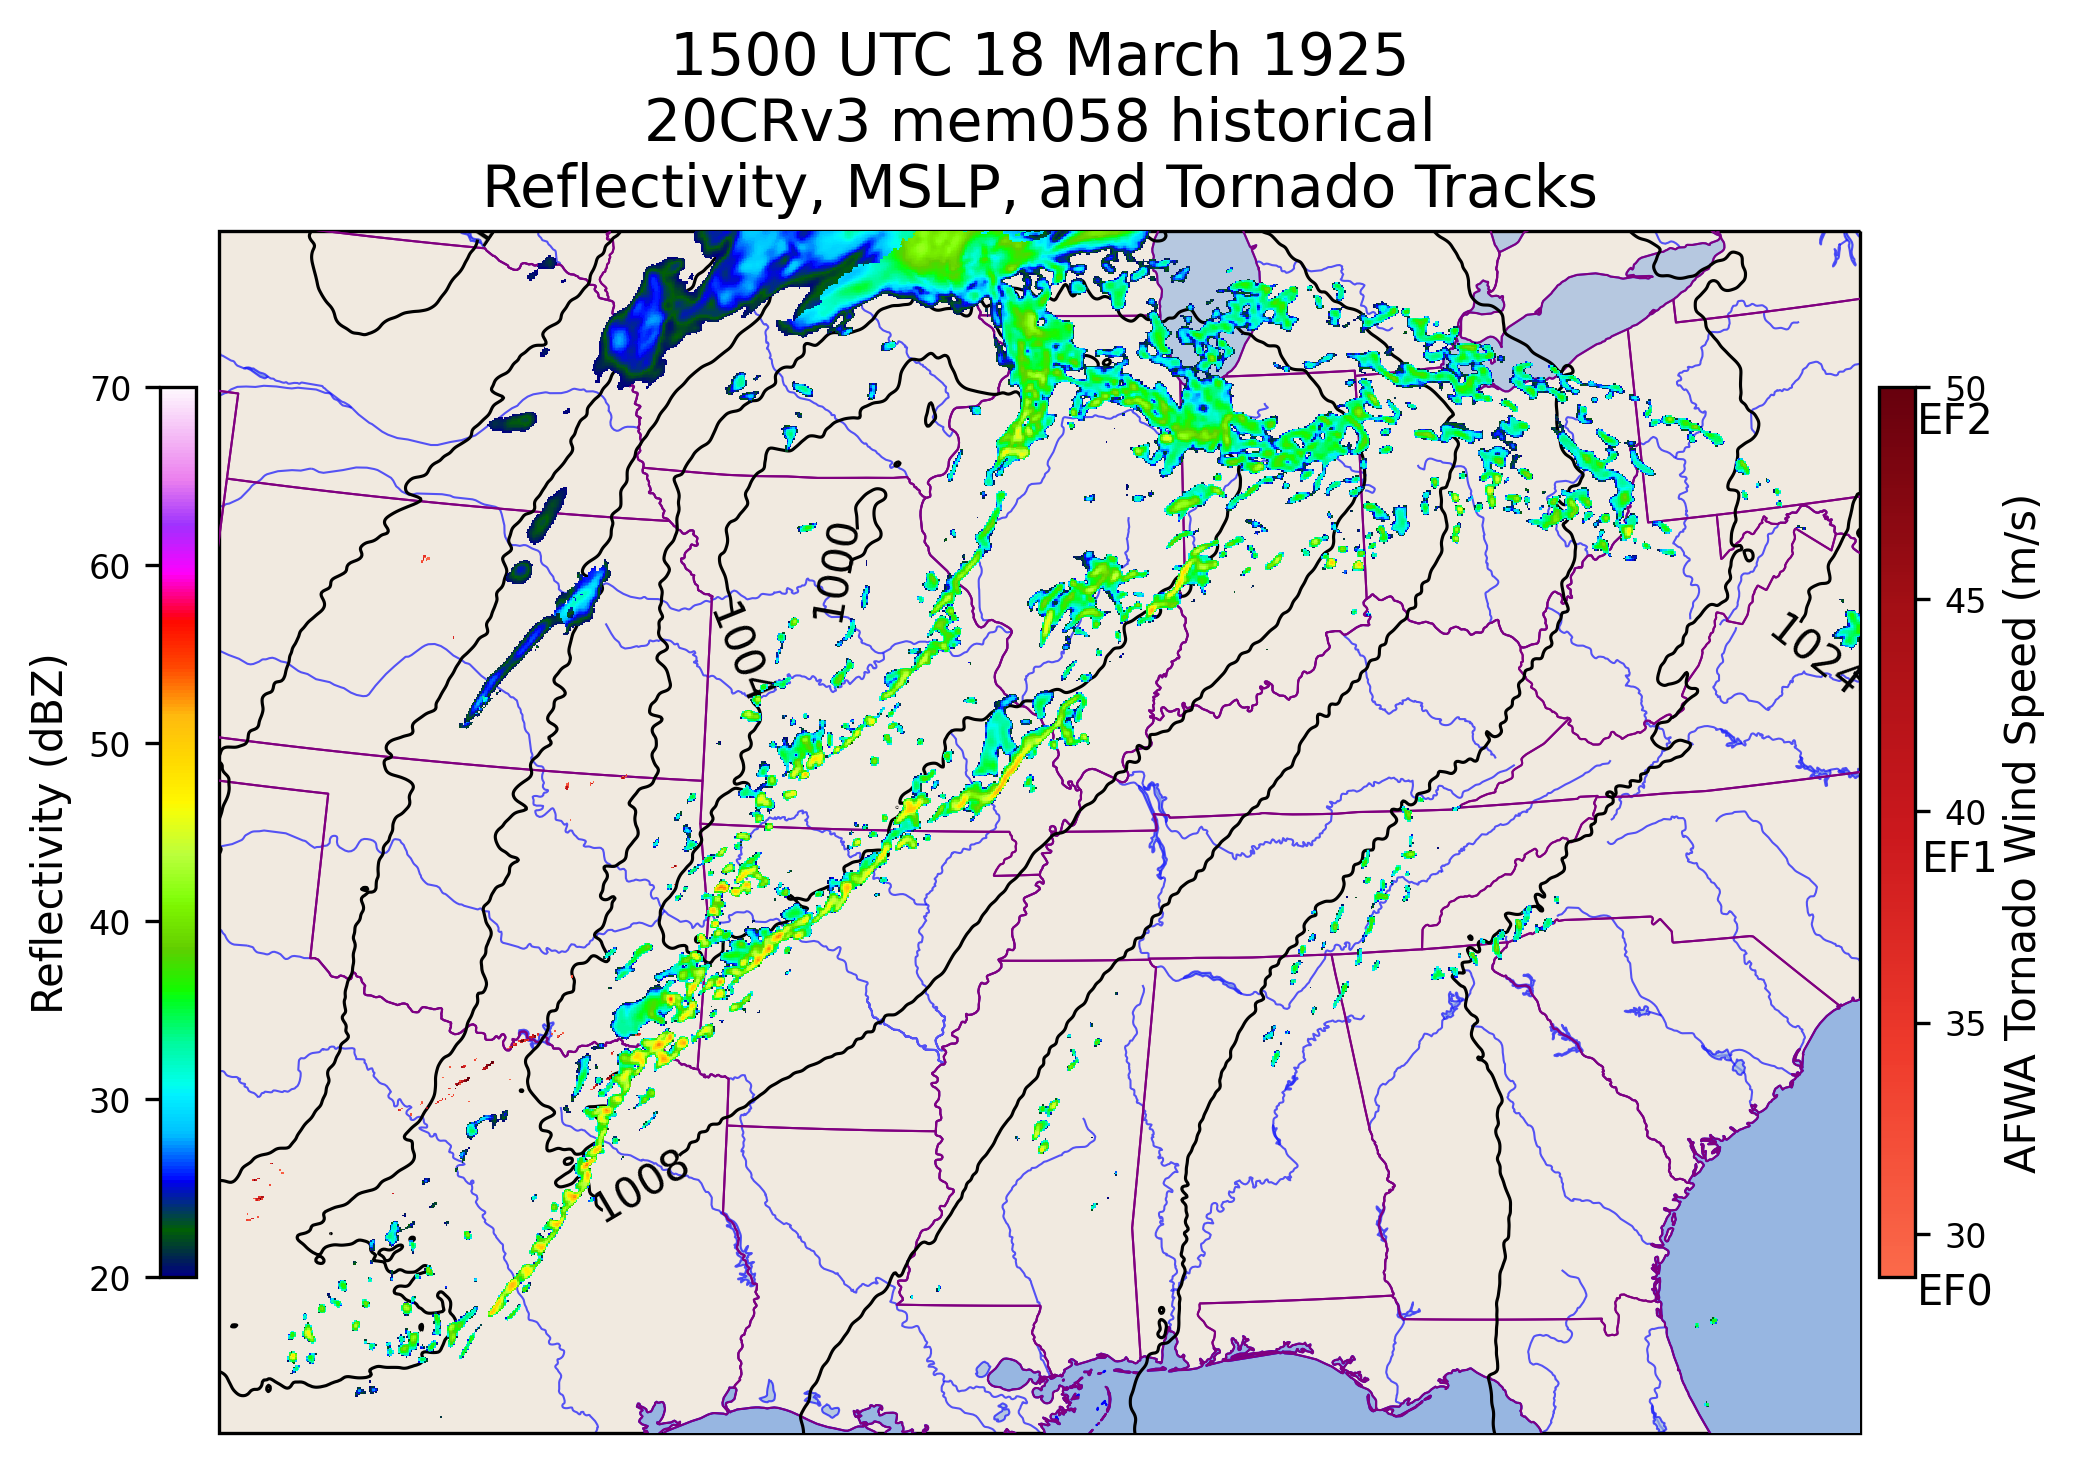 1500 UTC 18 March 1925
20CRv3 mem058 historical
Reflectivity, MSLP, and Tornado Tracks
70
60
50
40
30
20
Reflectivity (dBZ)
1000
1004
1008
1024
50
EF2
45
40
EF1
35
30
EF0
AFWA Tornado Wind Speed (m/s)